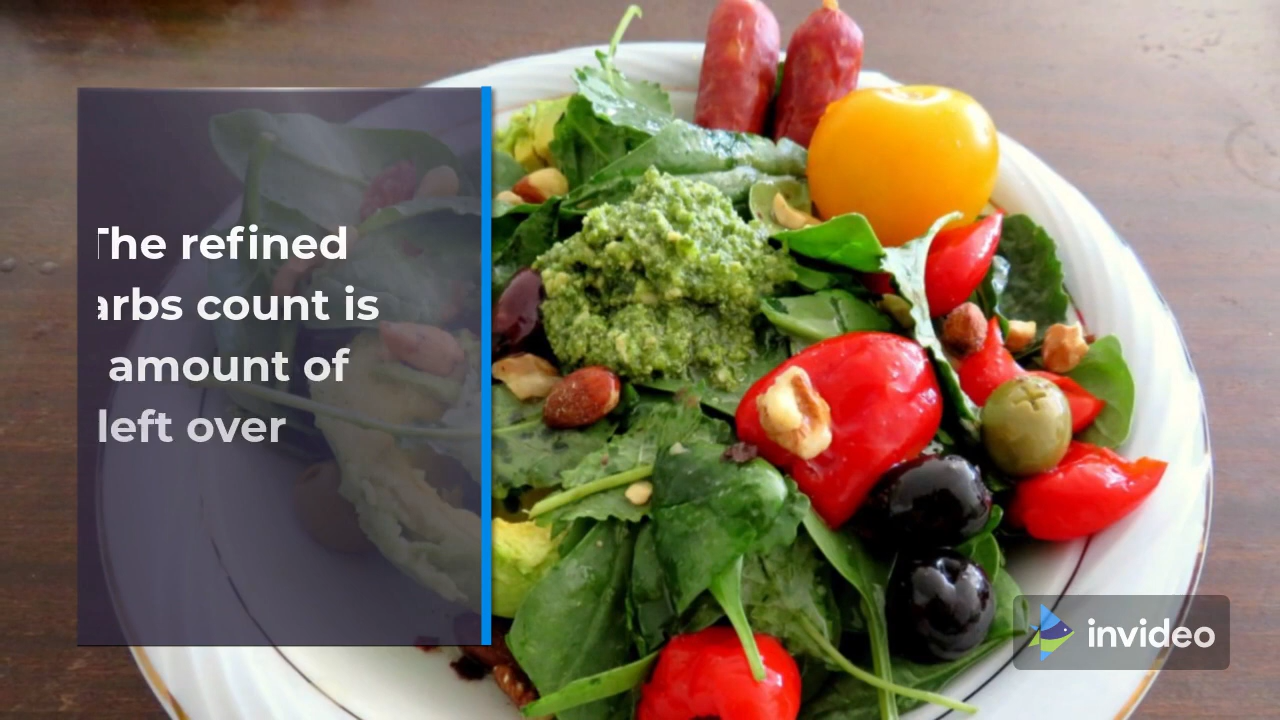 The refined
arbs count is
amount of
left over
invideo